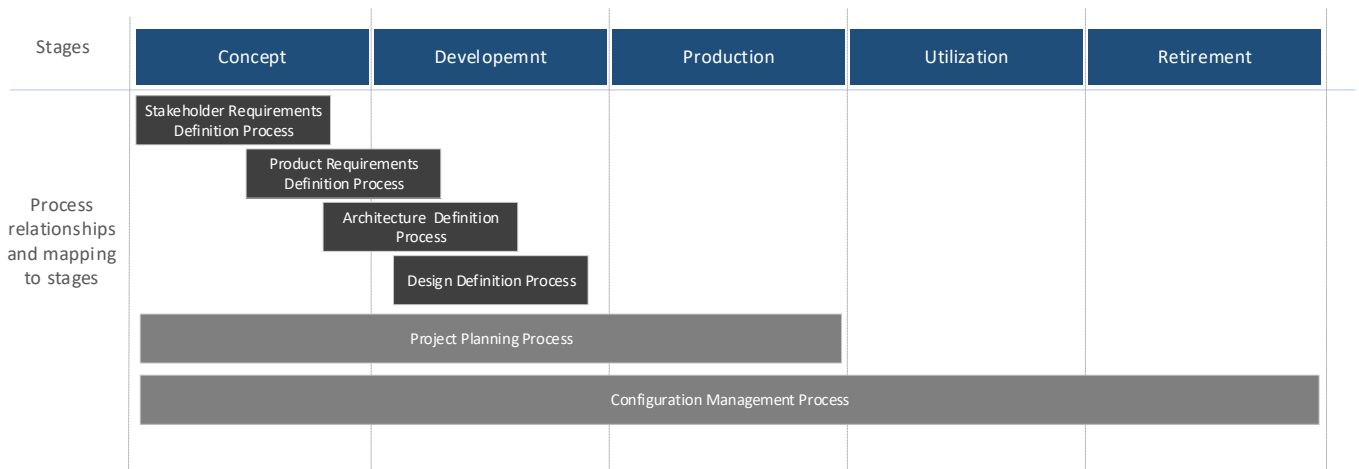 Stages
Concept
Developemnt
Production
Utilization
Retirement
Process
relationships
and mapping
to stages
Stakeholder Requirements
Definition Process
Product Requirements
Definition Process
Architecture Definition
Process
Design Definition Process
Project Planning Process
Configuration Management Process